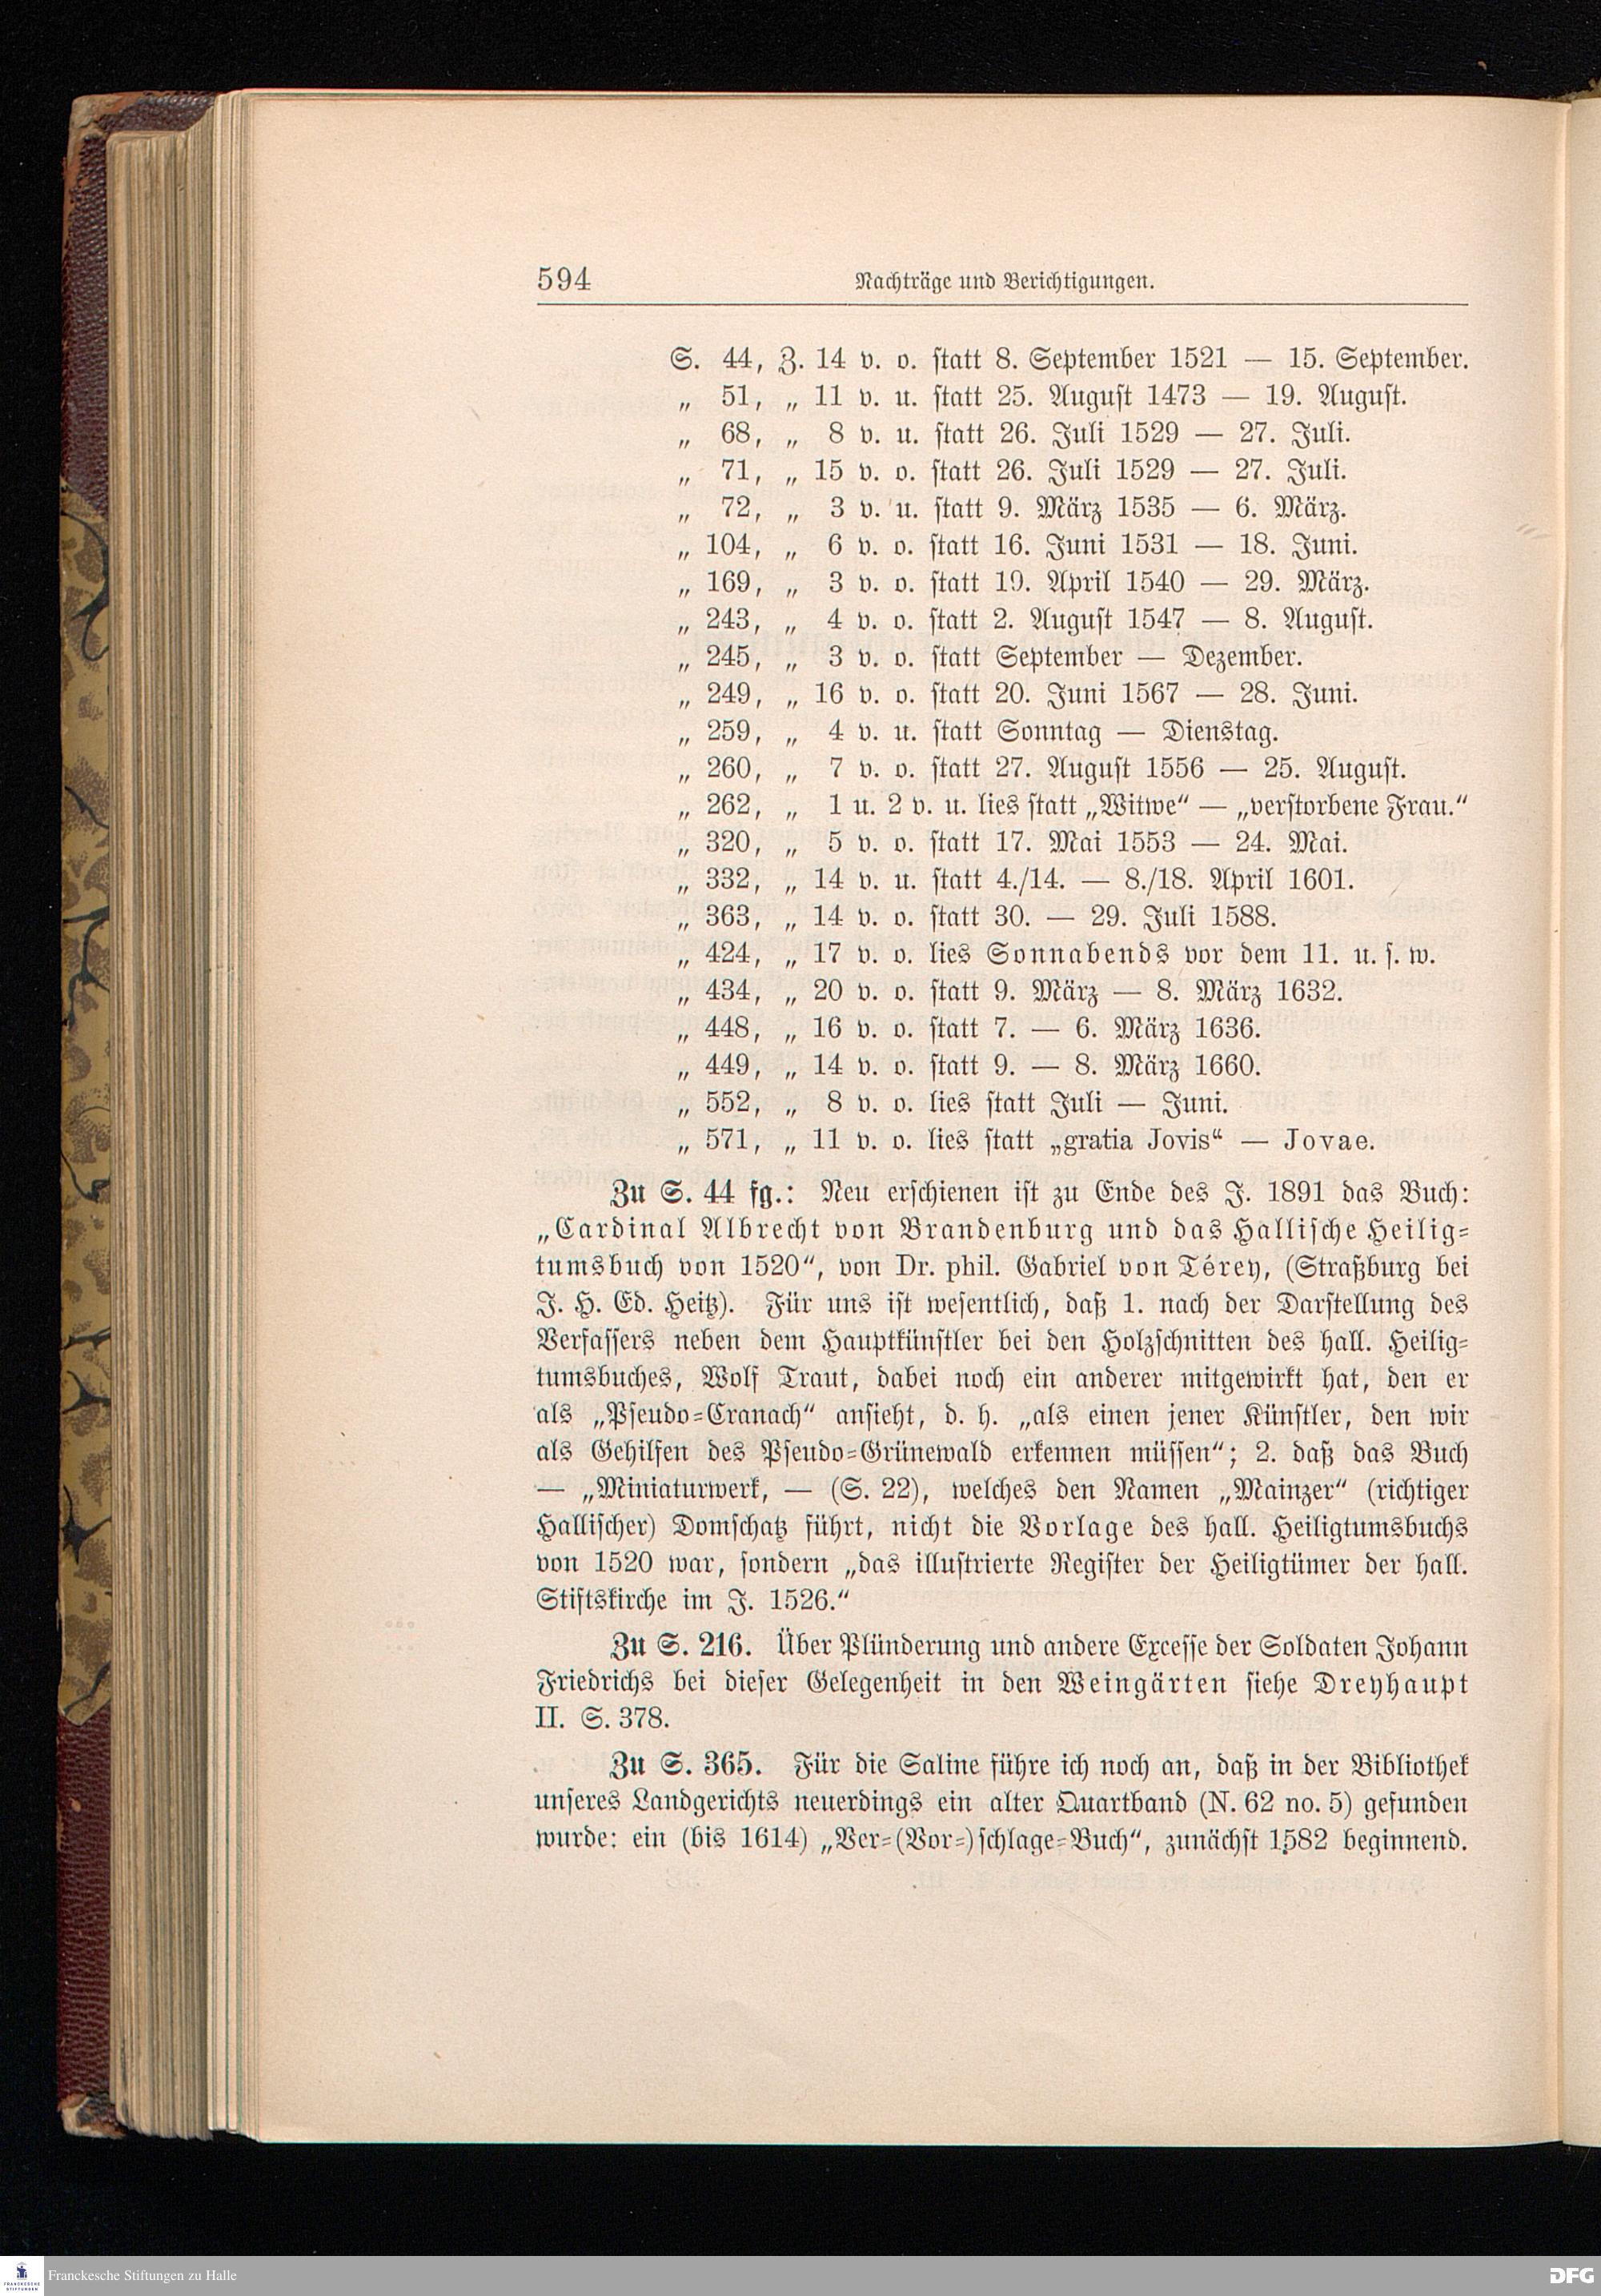 594 Nachträge und Berichtigungen.
S. 44, Z. 14 v. o. statt 8. September 1521 — 15. September.
„ 51, „ 11 v. u. statt 25. August 1473 — 19. August.
„ 68, „ 8 v. u. statt 26. Juli 1529 — 27. Juli.
„ 71, „ 15 v. o. statt 26. Juli 1529 — 27. Juli.
„ 72, „ 3 v. u. statt 9. März 1535 — 6. März.
„ 104, „ 6 v. o. statt 16. Juni 1531 — 18. Juni.
„ 169, „ 3 v. o. statt 19. April 1540 — 29. März.
„ 243, „ 4 v. o. statt 2. August 1547 — 8. August.
„ 245, „ 3 v. o. statt September — Dezember.
„ 249, „ 16 v. o. statt 20. Juni 1567 — 28. Juni.
„ 259, „ 4 v. u. statt Sonntag — Dienstag.
„ 260, „ 7 v. o. statt 27. August 1556 — 25. August.
„ 262, „ 1 u. 2 v. u. lies statt „Witwe“ — „verstorbene Frau.“
„ 320, „ 5 v. o. statt 17. Mai 1553 — 24. Mai.
„ 332, „ 14 v. u. statt 4./14. — 8./18. April 1601.
„ 363, „ 14 v. o. statt 30. — 29. Juli 1588.
„ 424, „ 17 v. o. lies Sonnabends vor dem 11. u. s. w.
„ 434, „ 20 v. o. statt 9. März — 8. März 1632.
„ 448, „ 16 v. o. statt 7. — 6. März 1636.
„ 449, „ 14 v. o. statt 9. — 8. März 1660.
„ 552, „ 8 v. o. lies statt Juli — Juni.
„ 571, „ 11 v. o. lies statt „gratia Jovis“ — Jovae.
Zu S. 44 fg.: Neu erschienen ist zu Ende des J. 1891 das Buch:
„Cardinal Albrecht von Brandenburg und das Hallische Heilig-
tumsbuch von 1520“, von Dr. phil. Gabriel von Térey, (Straßburg bei
J. H. Ed. Heitz). Für uns ist wesentlich, daß 1. nach der Darstellung des
Verfassers neben dem Hauptkünstler bei den Holzschnitten des hall. Heilig-
tumsbuches, Wolf Traut, dabei noch ein anderer mitgewirkt hat, den er
als „Pseudo-Cranach“ ansieht, d. h. „als einen jener Künstler, den wir
als Gehilfen des Pseudo-Grünewald erkennen müssen“; 2. daß das Buch
— „Miniaturwerk, — (S. 22), welches den Namen „Mainzer“ (richtiger
Hallischer) Domschatz führt, nicht die Vorlage des hall. Heiligtumsbuchs
von 1520 war, sondern „das illustrierte Register der Heiligtümer der hall.
Stiftskirche im J. 1526.“
Zu S. 216. Über Plünderung und andere Excesse der Soldaten Johann
Friedrichs bei dieser Gelegenheit in den Weingärten siehe Dreyhaupt
II. S. 378.
Zu S. 365. Für die Saline führe ich noch an, daß in der Bibliothek
unseres Landgerichts neuerdings ein alter Quartband (N. 62 no. 5) gefunden
wurde: ein (bis 1614) „Ver-(Vor-)schlage-Buch“, zunächst 1582 beginnend.
FRANCKESCHE STIFTUNGEN
Franckesche Stiftungen zu Halle
DFG